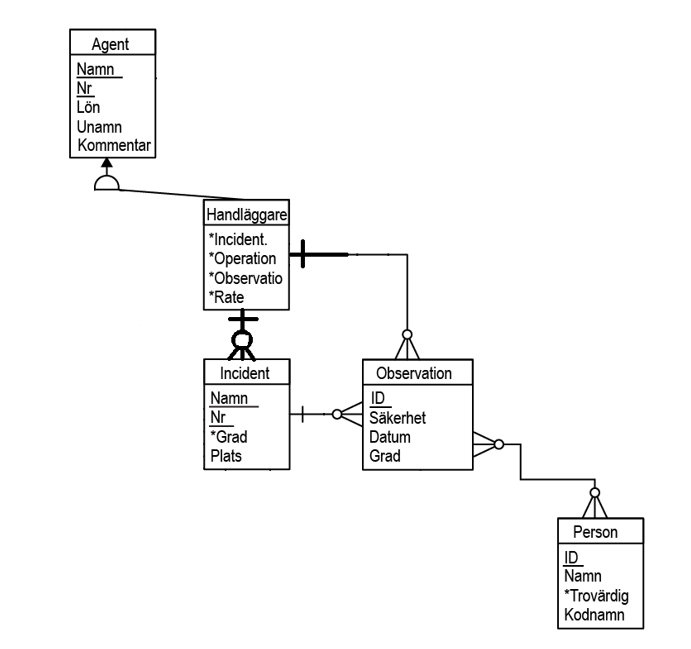 Agent
Namn
Nr
Lön
Unamn
Kommentar
Handläggare
*Incident.
*Operation
*Observatio
*Rate
Incident
Namn
Nr
*Grad
Plats
Observation
ID
Säkerhet
Datum
Grad
Person
ID
Namn
*Trovärdig
Kodnamn